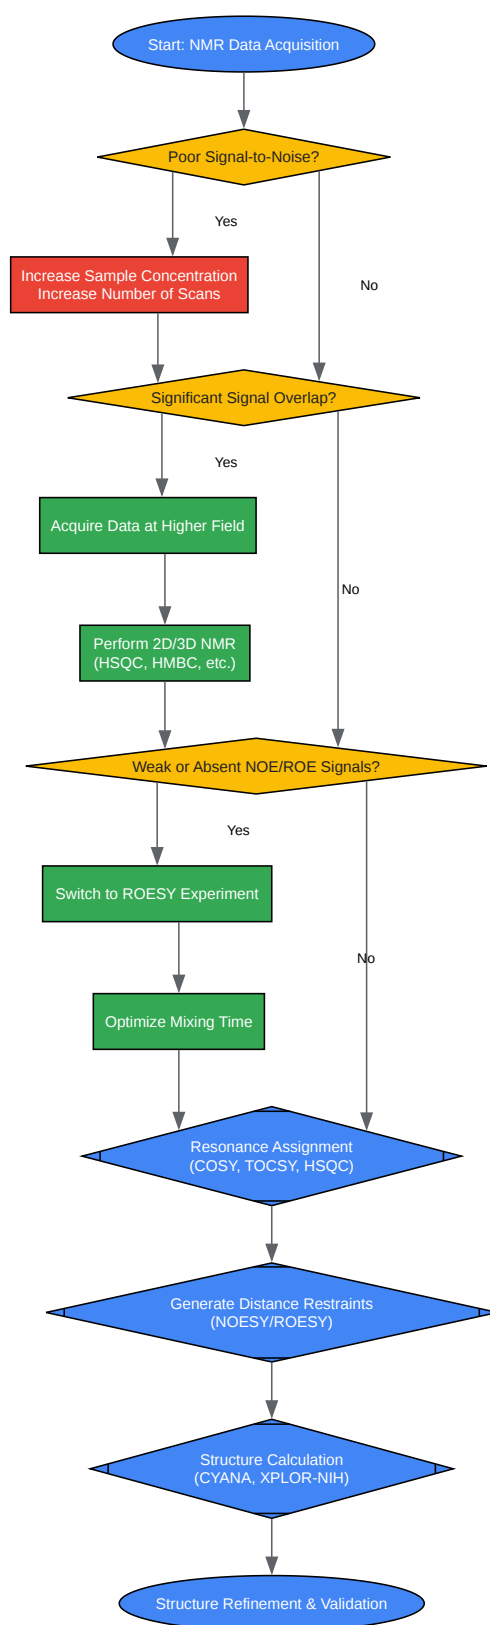 Start: NMR Data Acquisition
Poor Signal-to-Noise?
Yes
Increase Sample Concentration
Increase Number of Scans
No
Significant Signal Overlap?
Yes
Acquire Data at Higher Field
No
Perform 2D/3D NMR
(HSQC, HMBC, etc.)
Weak or Absent NOE/ROE Signals?
Yes
Switch to ROESY Experiment
No
Optimize Mixing Time
Resonance Assignment
(COSY, TOCSY, HSQC)
Generate Distance Restraints
(NOESY/ROESY)
Structure Calculation
(CYANA, XPLOR-NIH)
Structure Refinement & Validation